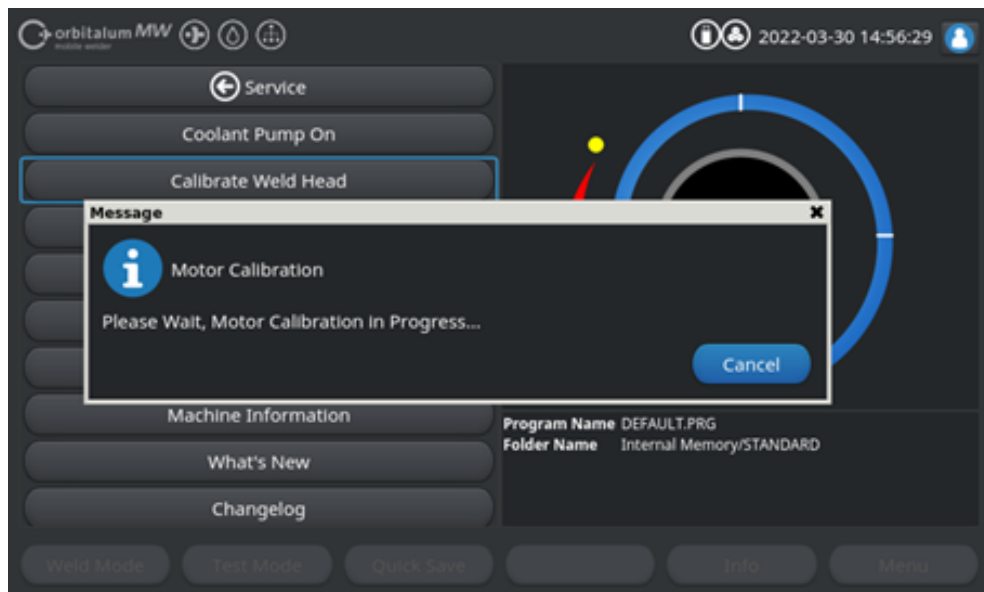 orbitalum MW
mobile welder
2022-03-30 14:56:29
Service
Coolant Pump On
Calibrate Weld Head
Message
Motor Calibration
Please Wait, Motor Calibration in Progress...
Cancel
Machine Information
What's New
Changelog
Program Name DEFAULT.PRG
Folder Name Internal Memory/STANDARD
Weld Mode
Test Mode
Quick Save
Info
Menu